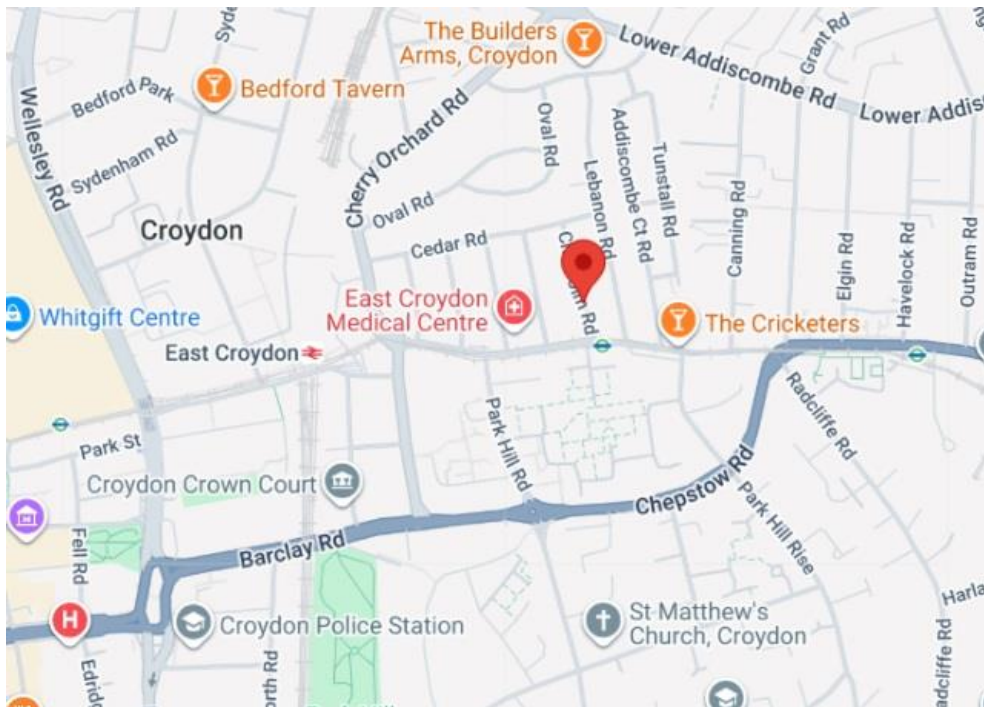 The Builders
Arms, Croydon
Lower Addiscombe Rd
Grant Rd
Lower Addis
Bedford Tavern
Bedford Park
Wellesley Rd
Sydenham Rd
Cherry Orchard Rd
Oval Rd
Addiscombe Ct Rd
Tunstall Rd
Lebanon Rd
Canning Rd
Oval Rd
Croydon
Cedar Rd
Elgin Rd
Havelock Rd
Outram Rd
East Croydon
Medical Centre
Whitgift Centre
The Cricketers
East Croydon
Park St
Park Hill Rd
Radcliffe Rd
Croydon Crown Court
Chepstow Rd
Park Hill Rise
Fell Rd
Barclay Rd
H
Croydon Police Station
St Matthew's
Church, Croydon
Harla
Edridg
adcliffe Rd